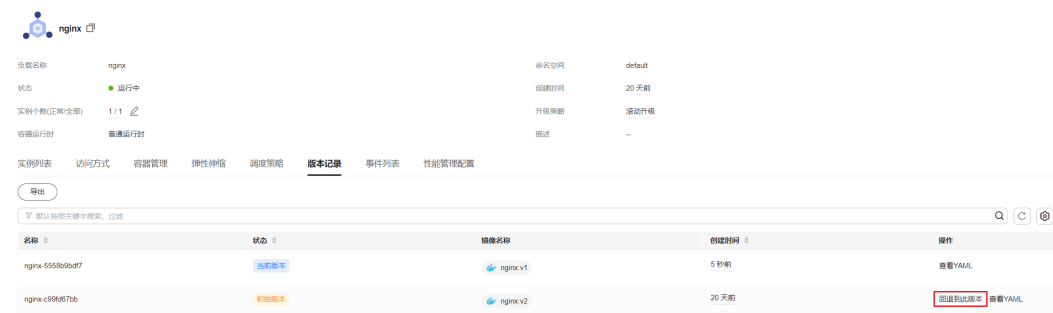 nginx
负载名称 nginx 命名空间 default
状态 运行中 创建时间 20 天前
实例个数(正常/全部) 1 / 1 升级策略 滚动升级
容器运行时 普通运行时 描述 --
实例列表 访问方式 容器管理 弹性伸缩 调度策略 版本记录 事件列表 性能管理配置
导出
默认按照关键字搜索、过滤
名称 状态 镜像名称 创建时间 操作
nginx-5558b9bdf7 当前版本 nginx:v1 5 秒前 查看YAML
nginx-c99fd67bb 初始版本 nginx:v2 20 天前 回退到此版本 查看YAML